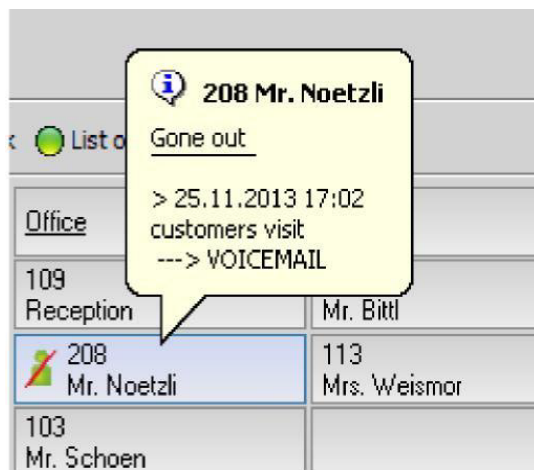 208 Mr. Noetzli
Gone out
> 25.11.2013 17:02
customers visit
---> VOICEMAIL
List o
Office
109
Reception
Mr. Bittl
208
Mr. Noetzli
113
Mrs. Weismor
103
Mr. Schoen